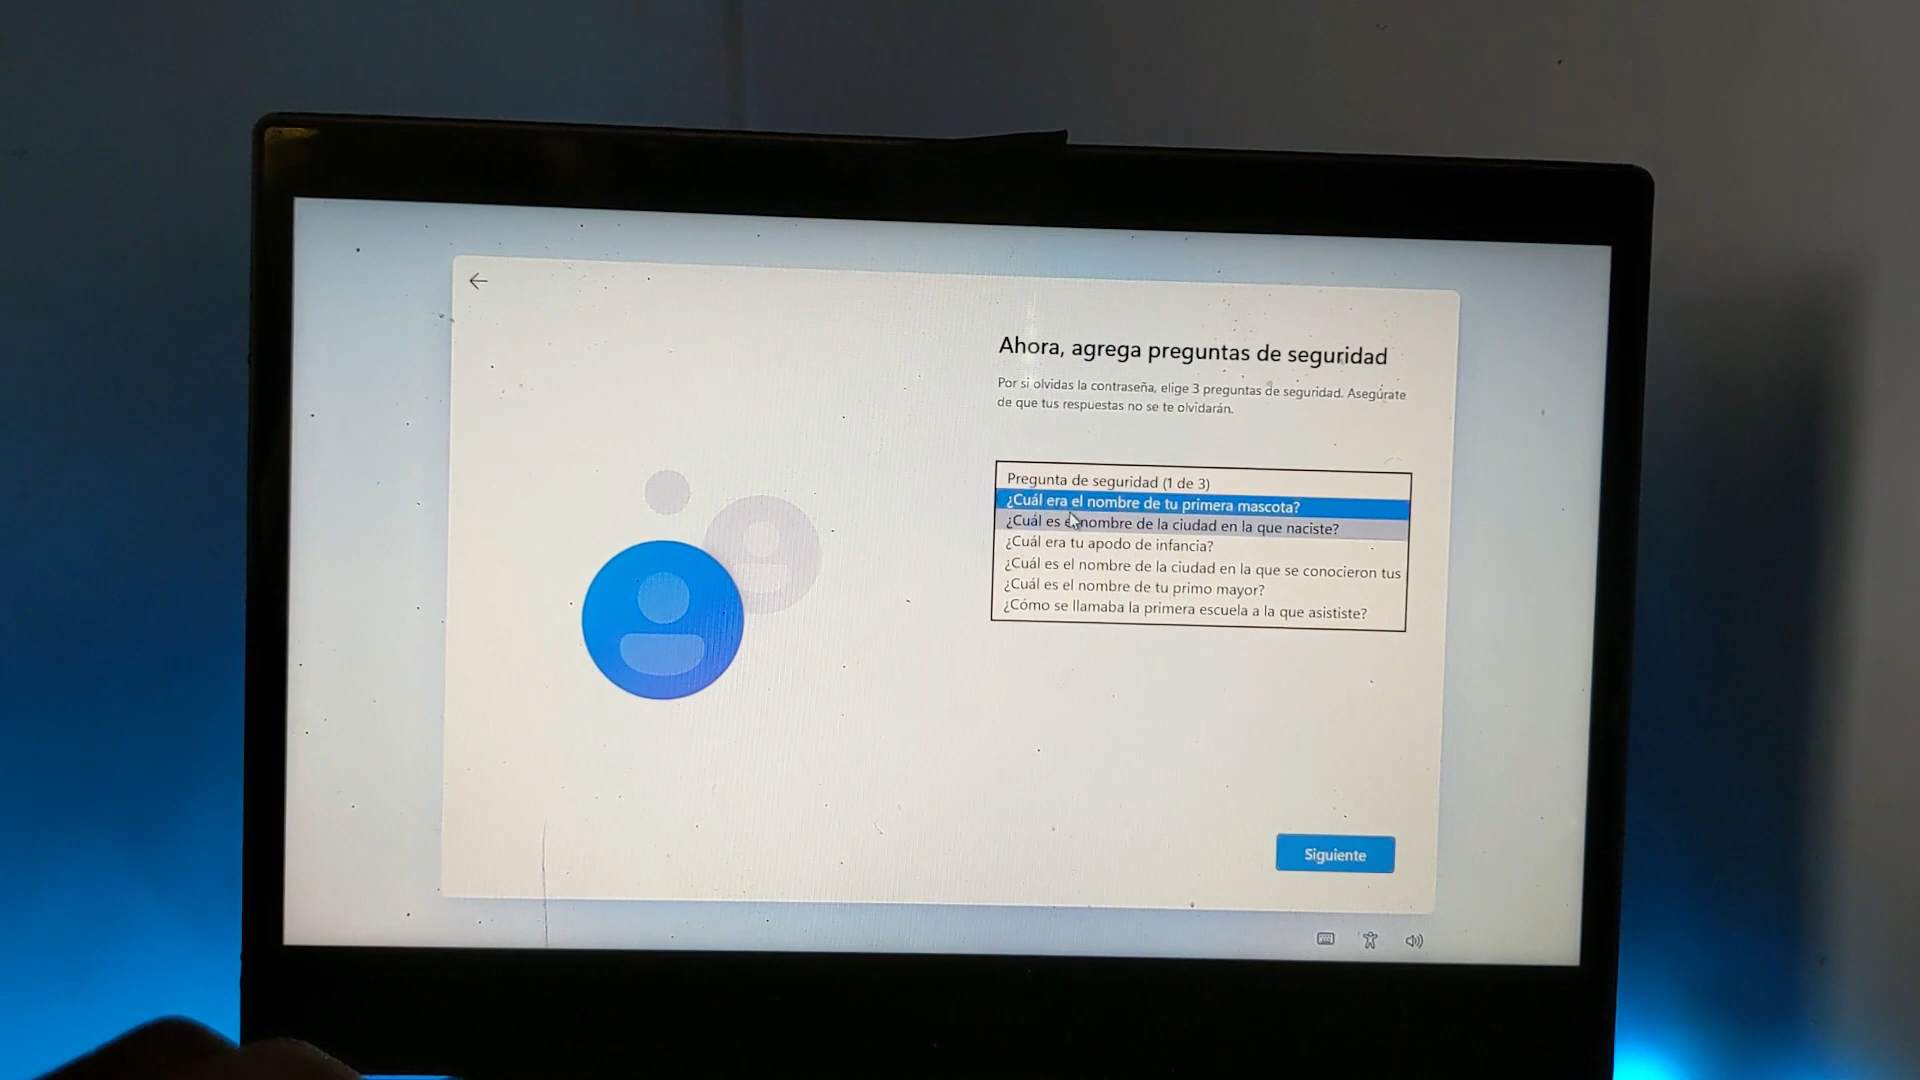 Ahora, agrega preguntas de seguridad
Por si olvidas la contraseña, elige 3 preguntas de seguridad. Asegúrate
de que tus respuestas no se te olvidarán.
Pregunta de seguridad (1 de 3)
¿Cuál era el nombre de tu primera mascota?
¿Cuál es el nombre de la ciudad en la que naciste?
¿Cuál era tu apodo de infancia?
¿Cuál es el nombre de la ciudad en la que se conocieron tus
¿Cuál es el nombre de tu primo mayor?
¿Cómo se llamaba la primera escuela a la que asististe?
Siguiente